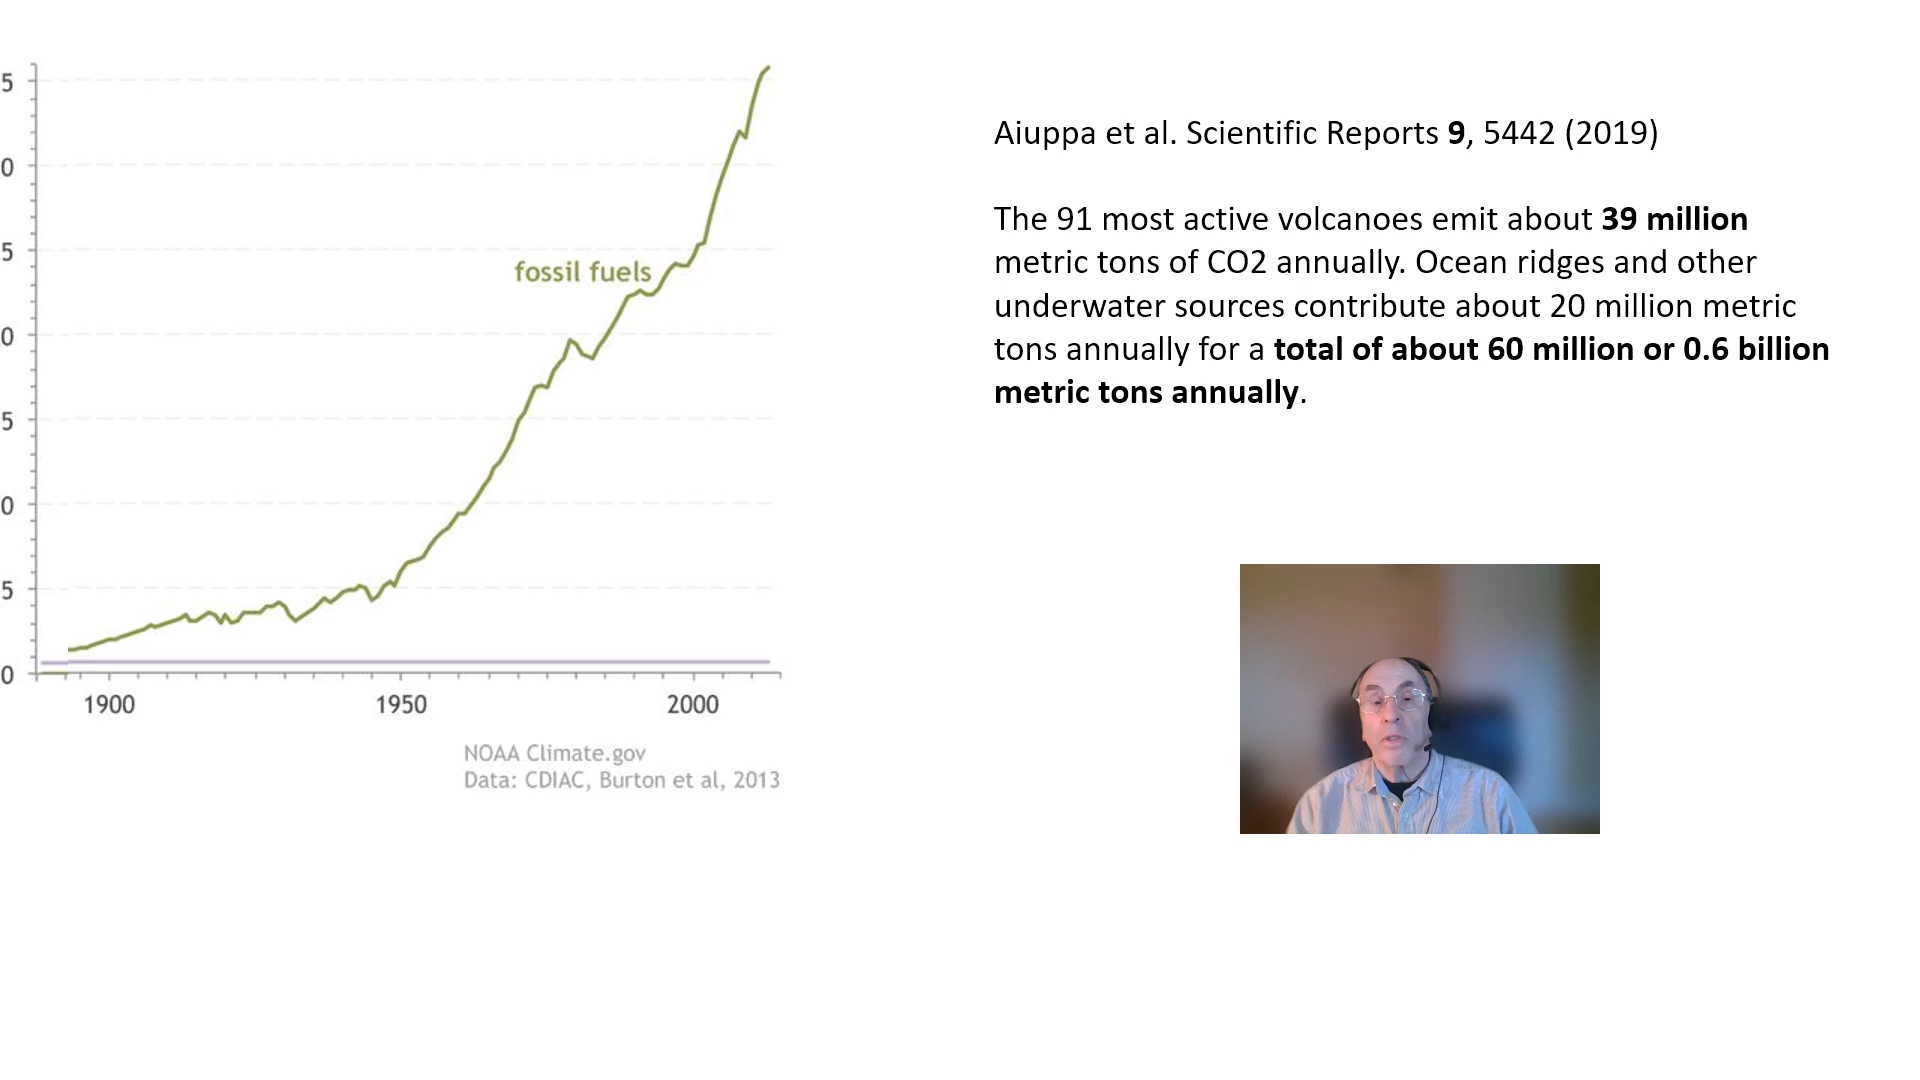 5
0
5
0
5
0
5
0
fossil fuels
1900 1950 2000
NOAA Climate.gov
Data: CDIAC, Burton et al, 2013
Aiuppa et al. Scientific Reports 9, 5442 (2019)
The 91 most active volcanoes emit about 39 million
metric tons of CO2 annually. Ocean ridges and other
underwater sources contribute about 20 million metric
tons annually for a total of about 60 million or 0.6 billion
metric tons annually.